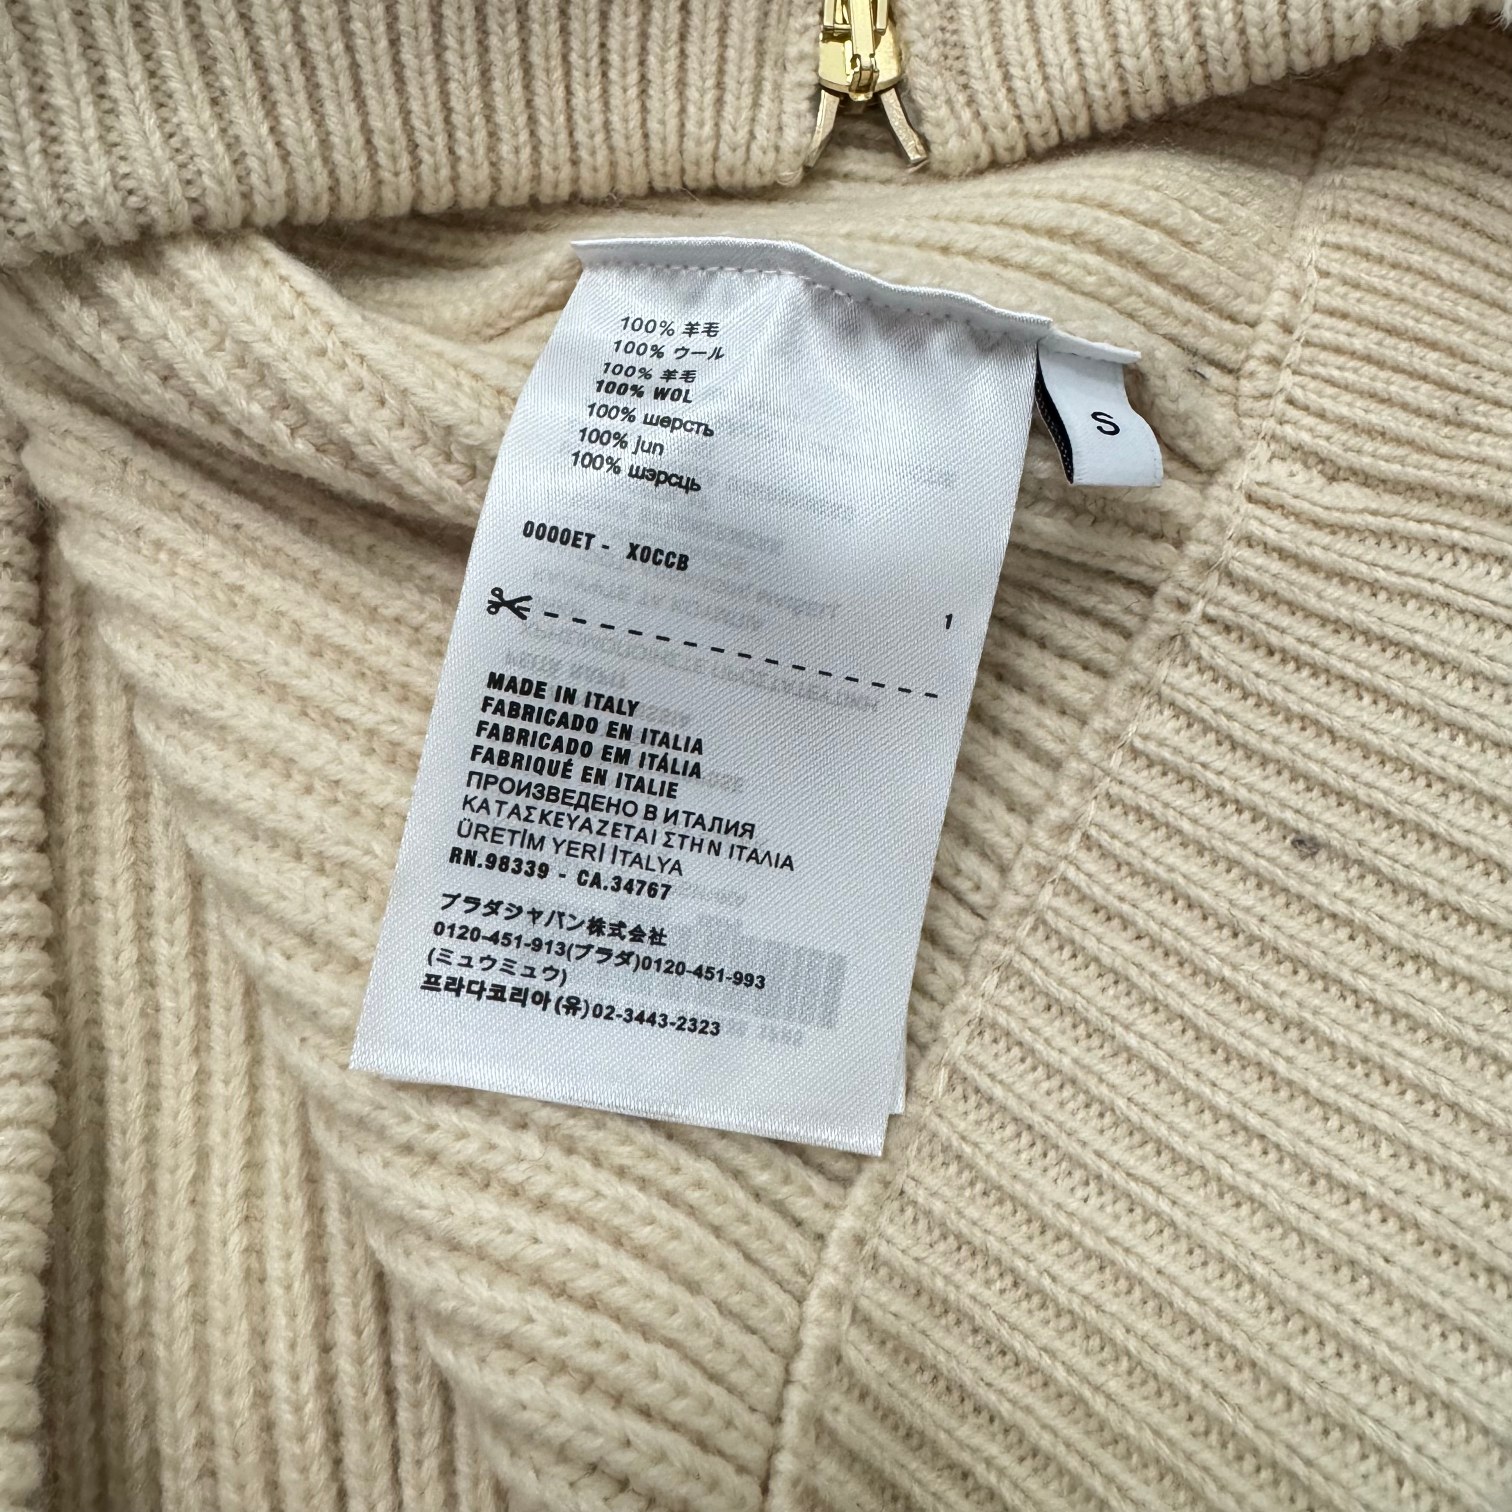 100% 羊毛
100% ウール
100% 羊毛
100% WOL
100% шерсть
100% jun
100% шэрсць
S
0000ET - X0CCB
1
MADE IN ITALY
FABRICADO EN ITALIA
FABRICADO EM ITÁLIA
FABRIQUÉ EN ITALIE
ПРОИЗВЕДЕНО В ИТАЛИЯ
ΚΑΤΑΣΚΕΥΑΖΕΤΑΙ ΣΤΗΝ ΙΤΑΛΙΑ
ÜRETİM YERİ İTALYA
RN.98339 - CA.34767
プラダジャパン株式会社
0120-451-913(プラダ)0120-451-993
(ミュウミュウ)
프라다코리아(유)02-3443-2323